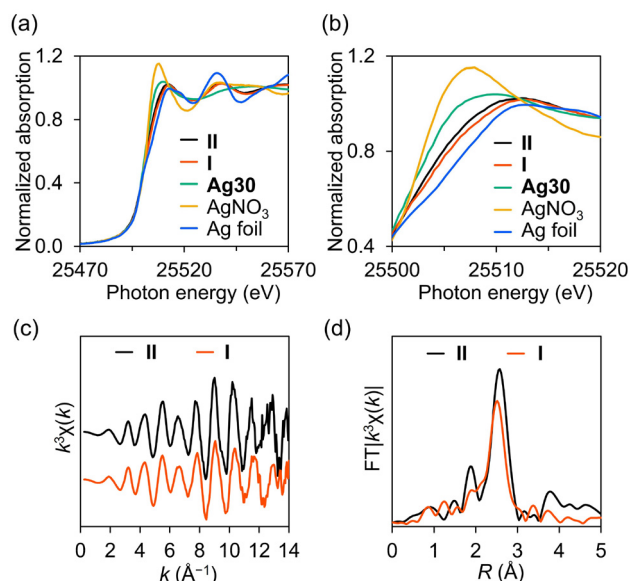 (a)
Normalized absorption
1.2
0.8
0.4
0.0
II
I
Ag30
AgNO₃
Ag foil
25470
25520
25570
Photon energy (eV)
(b)
Normalized absorption
1.2
0.8
0.4
II
I
Ag30
AgNO₃
Ag foil
25500
25510
25520
Photon energy (eV)
(c)
II
I
k³χ(k)
0 2 4 6 8 10 12 14
k (Å⁻¹)
(d)
II
I
FT|k³χ(k)|
0 1 2 3 4 5
R (Å)